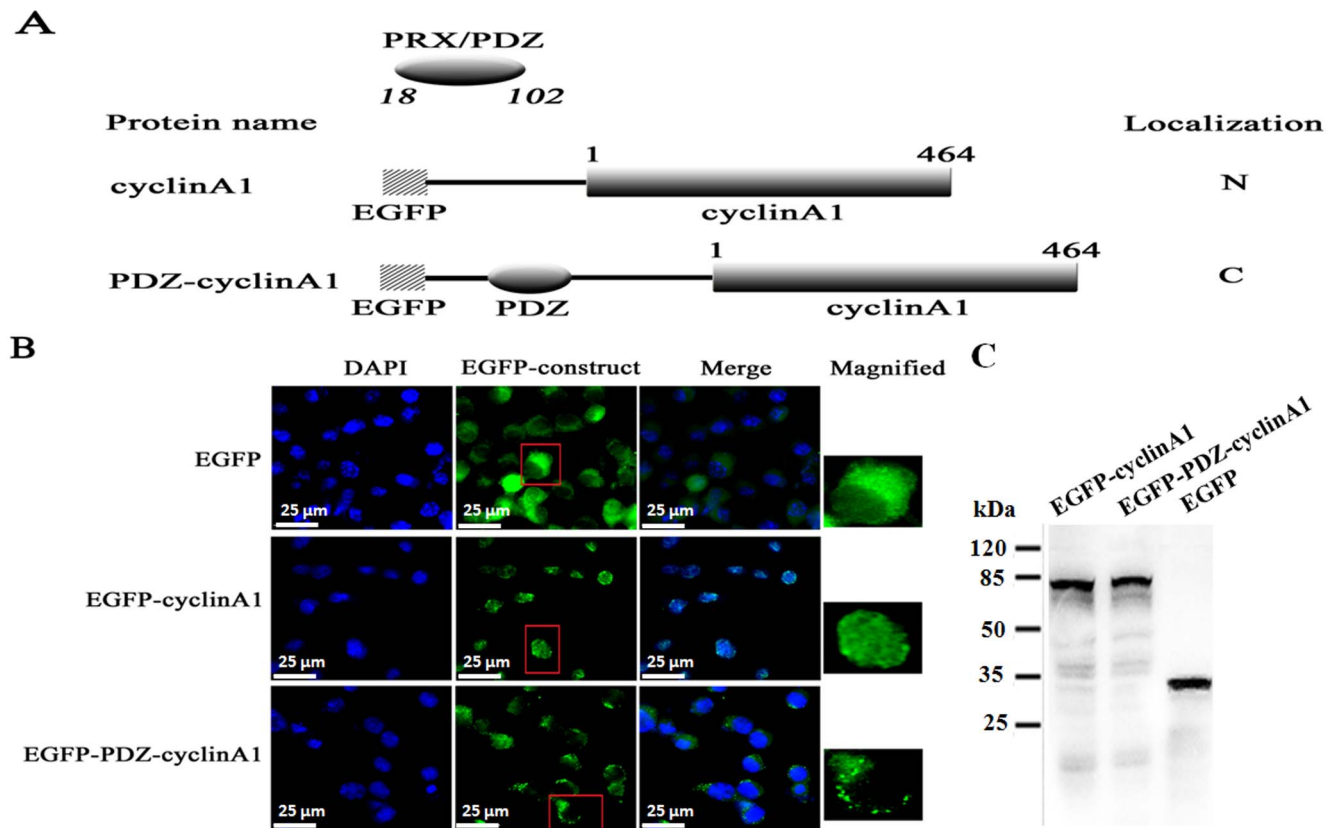 A
PRX/PDZ
18 102
Protein name Localization
1 464
cyclinA1 N
EGFP cyclinA1
1 464
PDZ-cyclinA1 C
EGFP PDZ cyclinA1
B
DAPI EGFP-construct Merge Magnified
EGFP
25 µm 25 µm 25 µm
EGFP-cyclinA1
25 µm 25 µm 25 µm
EGFP-PDZ-cyclinA1
25 µm 25 µm 25 µm
C
EGFP-cyclinA1
EGFP-PDZ-cyclinA1
EGFP
kDa
120
85
50
35
25